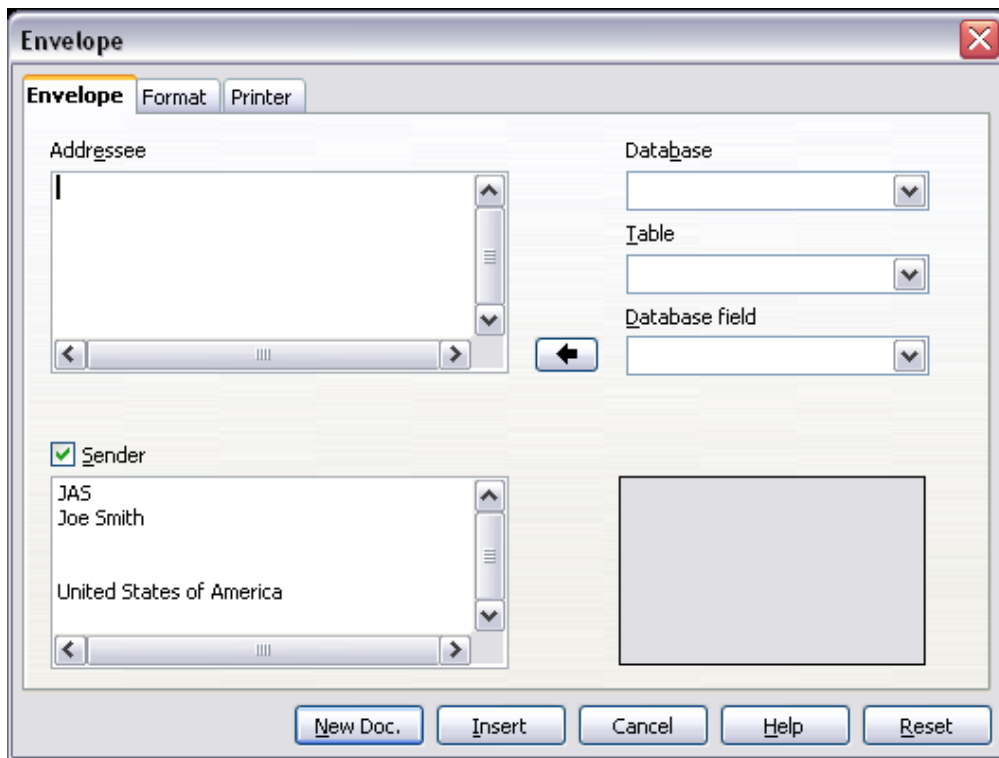 Envelope
Envelope Format Printer
Addressee
Database
Table
Database field
Sender
JAS
Joe Smith
United States of America
New Doc. Insert Cancel Help Reset